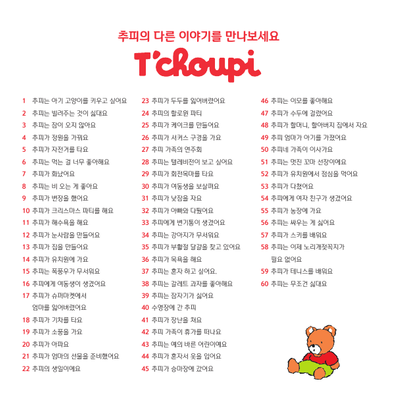 추피의 다른 이야기를 만나보세요
T'choupi
1 추피는 아기 고양이를 키우고 싶어요
2 추피는 빌려주는 것이 싫대요
3 추피는 잠이 오지 않아요
4 추피가 정원을 가꿔요
5 추피가 자전거를 타요
6 추피는 먹는 걸 너무 좋아해요
7 추피가 화났어요
8 추피는 비 오는 게 좋아요
9 추피가 변장을 했어요
10 추피가 크리스마스 파티를 해요
11 추피가 해수욕을 해요
12 추피가 눈사람을 만들어요
13 추피가 집을 만들어요
14 추피가 유치원에 가요
15 추피는 폭풍우가 무서워요
16 추피에게 여동생이 생겼어요
17 추피가 슈퍼마켓에서
엄마를 잃어버렸어요
18 추피가 기차를 타요
19 추피가 소풍을 가요
20 추피가 아파요
21 추피가 엄마의 선물을 준비했어요
22 추피의 생일이에요
23 추피가 두두를 잃어버렸어요
24 추피의 할로윈 파티
25 추피가 케이크를 만들어요
26 추피가 서커스 구경을 가요
27 추피 가족의 연주회
28 추피는 텔레비전이 보고 싶어요
29 추피가 회전목마를 타요
30 추피가 여동생을 보살펴요
31 추피가 낮잠을 자요
32 추피가 아빠와 다퉜어요
33 추피에게 변기통이 생겼어요
34 추피는 강아지가 무서워요
35 추피가 부활절 달걀을 찾고 있어요
36 추피가 목욕을 해요
37 추피는 혼자 하고 싶어요.
38 추피는 갈레트 과자를 좋아해요
39 추피는 잠자기가 싫어요
40 수영장에 간 추피
41 추피가 장난을 쳐요
42 추피 가족이 휴가를 떠나요
43 추피는 예의 바른 어린이예요
44 추피가 혼자서 옷을 입어요
45 추피가 승마장에 갔어요
46 추피는 이모를 좋아해요
47 추피가 수두에 걸렸어요
48 추피가 할머니, 할아버지 집에서 자요
49 추피 엄마가 아기를 가졌어요
50 추피네 가족이 이사가요
51 추피는 멋진 꼬마 선장이에요
52 추피가 유치원에서 점심을 먹어요
53 추피가 다쳤어요
54 추피에게 여자 친구가 생겼어요
55 추피가 농장에 가요
56 추피는 싸우는 게 싫어요
57 추피가 스키를 배워요
58 추피는 이제 노리개젖꼭지가
필요 없어요
59 추피가 테니스를 배워요
60 추피는 무조건 싫대요